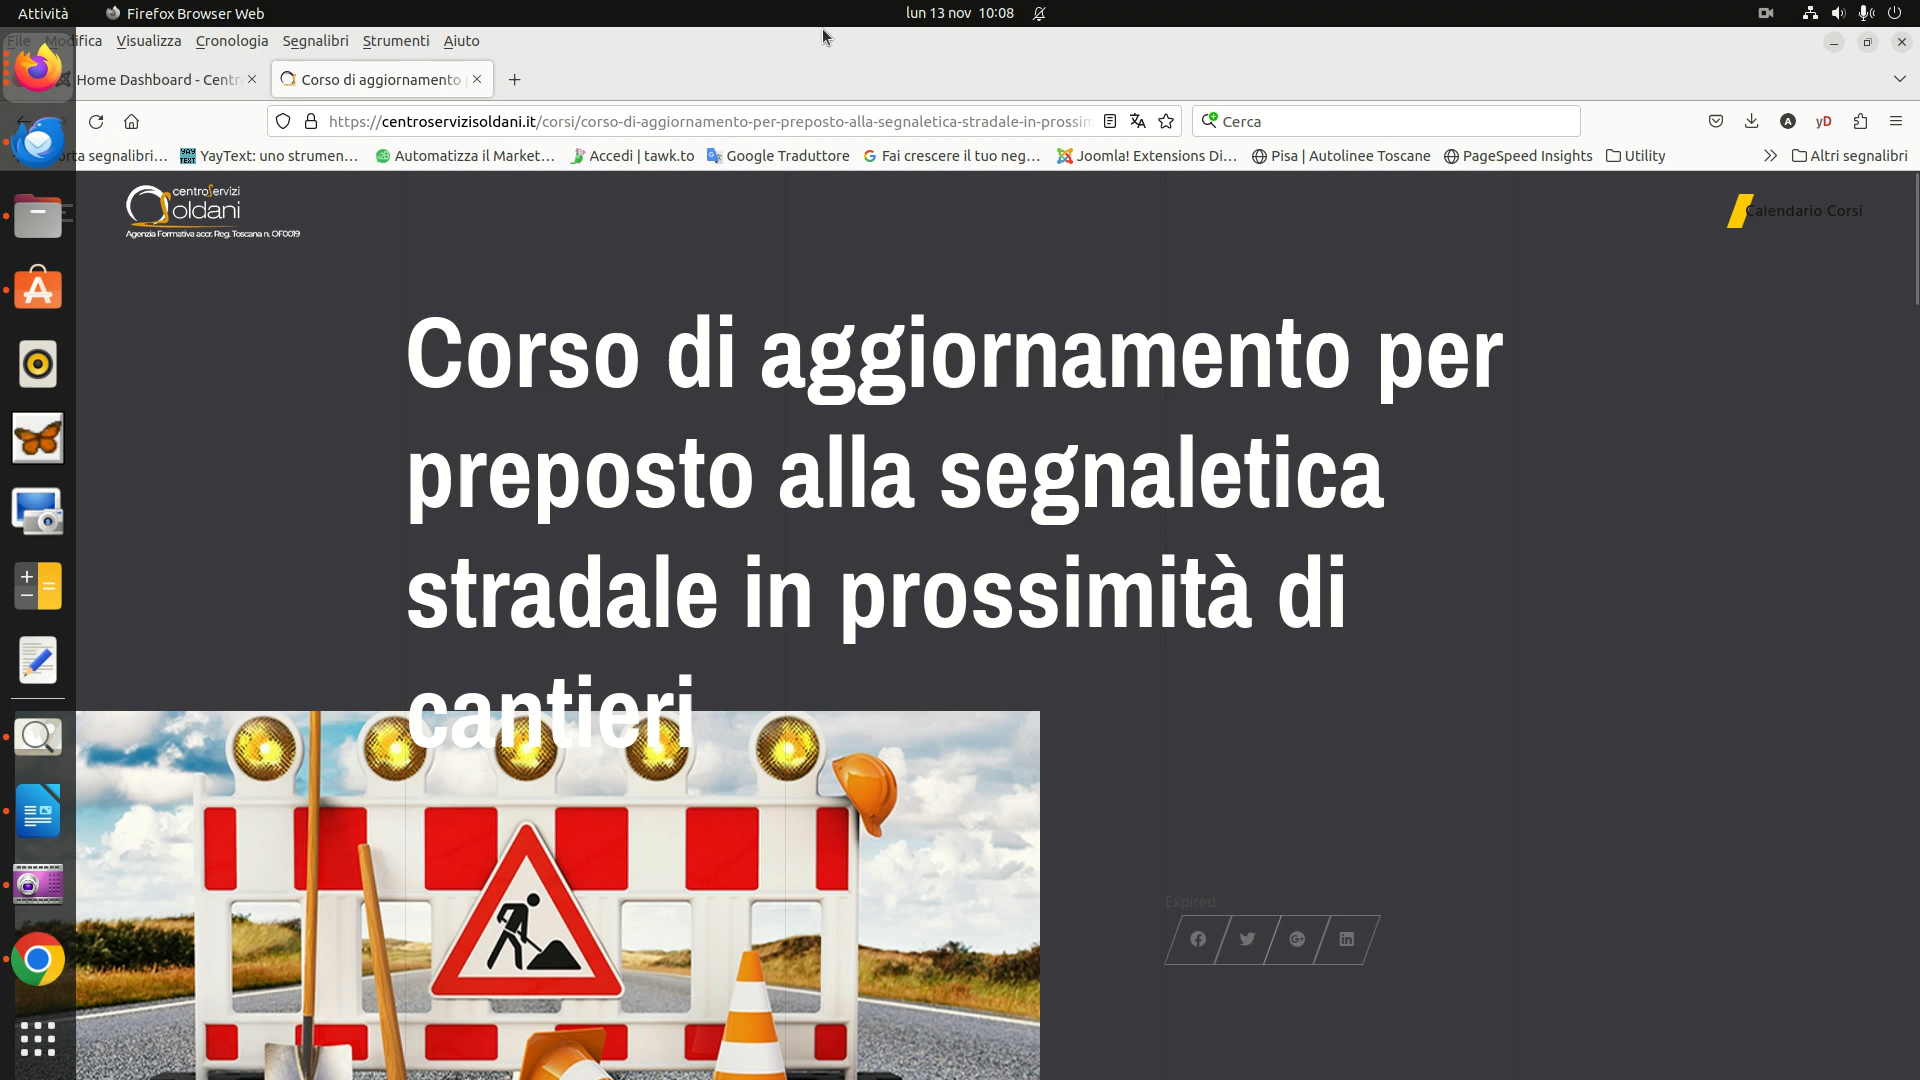 Attività
Firefox Browser Web
lun 13 nov 10:08
File Modifica Visualizza Cronologia Segnalibri Strumenti Aiuto
Home Dashboard - Centr
Corso di aggiornamento
https://centroservizisoldani.it/corsi/corso-di-aggiornamento-per-preposto-alla-segnaletica-stradale-in-prossim
Cerca
A
yD
orta segnalibri… YayText: uno strumen… Automatizza il Market… Accedi | tawk.to Google Traduttore Fai crescere il tuo neg… Joomla! Extensions Di… Pisa | Autolinee Toscane PageSpeed Insights Utility Altri segnalibri
centroServizi
Soldani
Agenzia Formativa accr. Reg. Toscana n. OF0019
Calendario Corsi
Corso di aggiornamento per
preposto alla segnaletica
stradale in prossimità di
cantieri
Expired